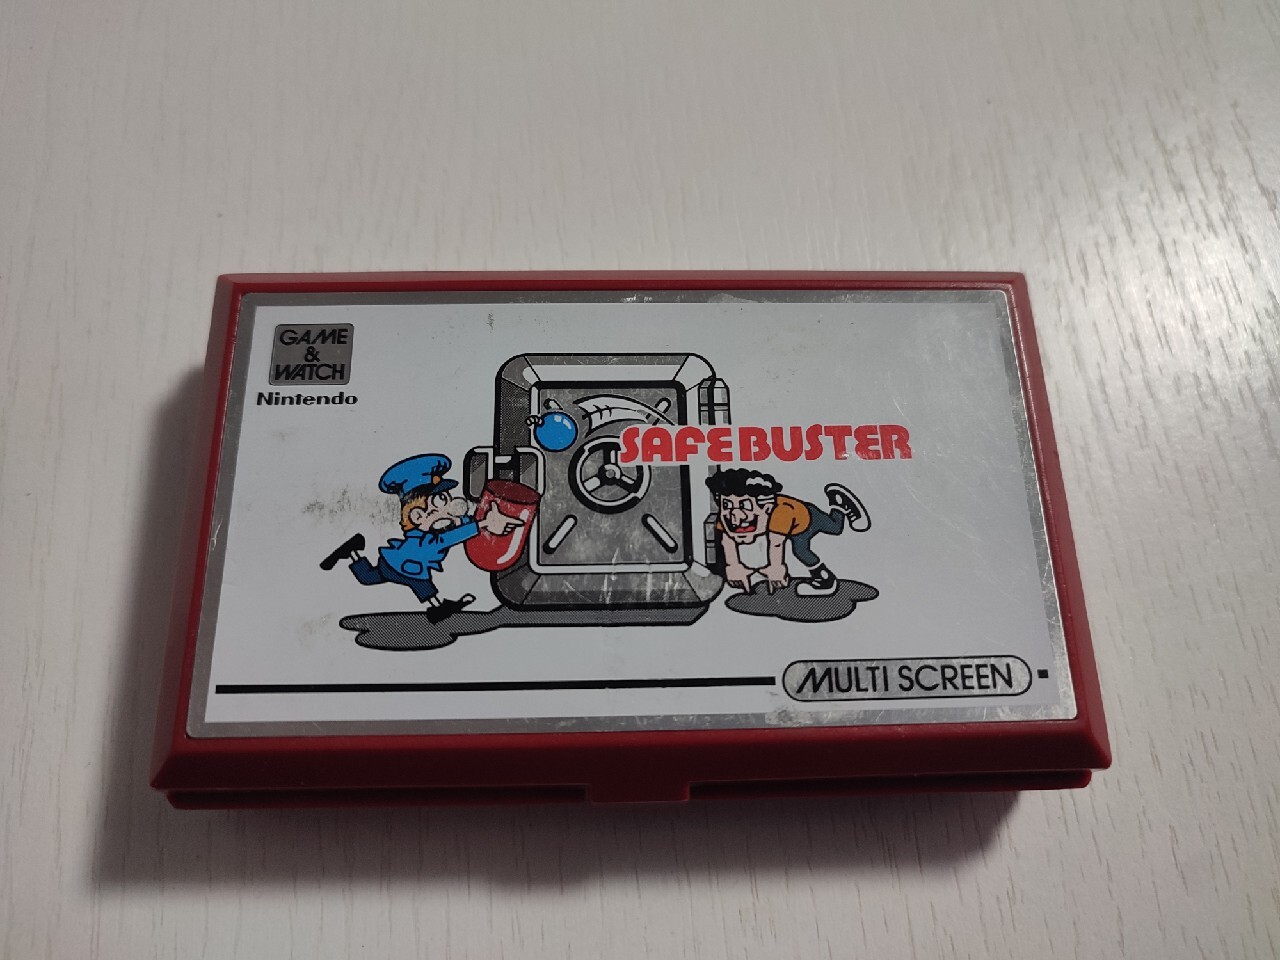 GAME
&
WATCH
Nintendo
SAFEBUSTER
MULTI SCREEN